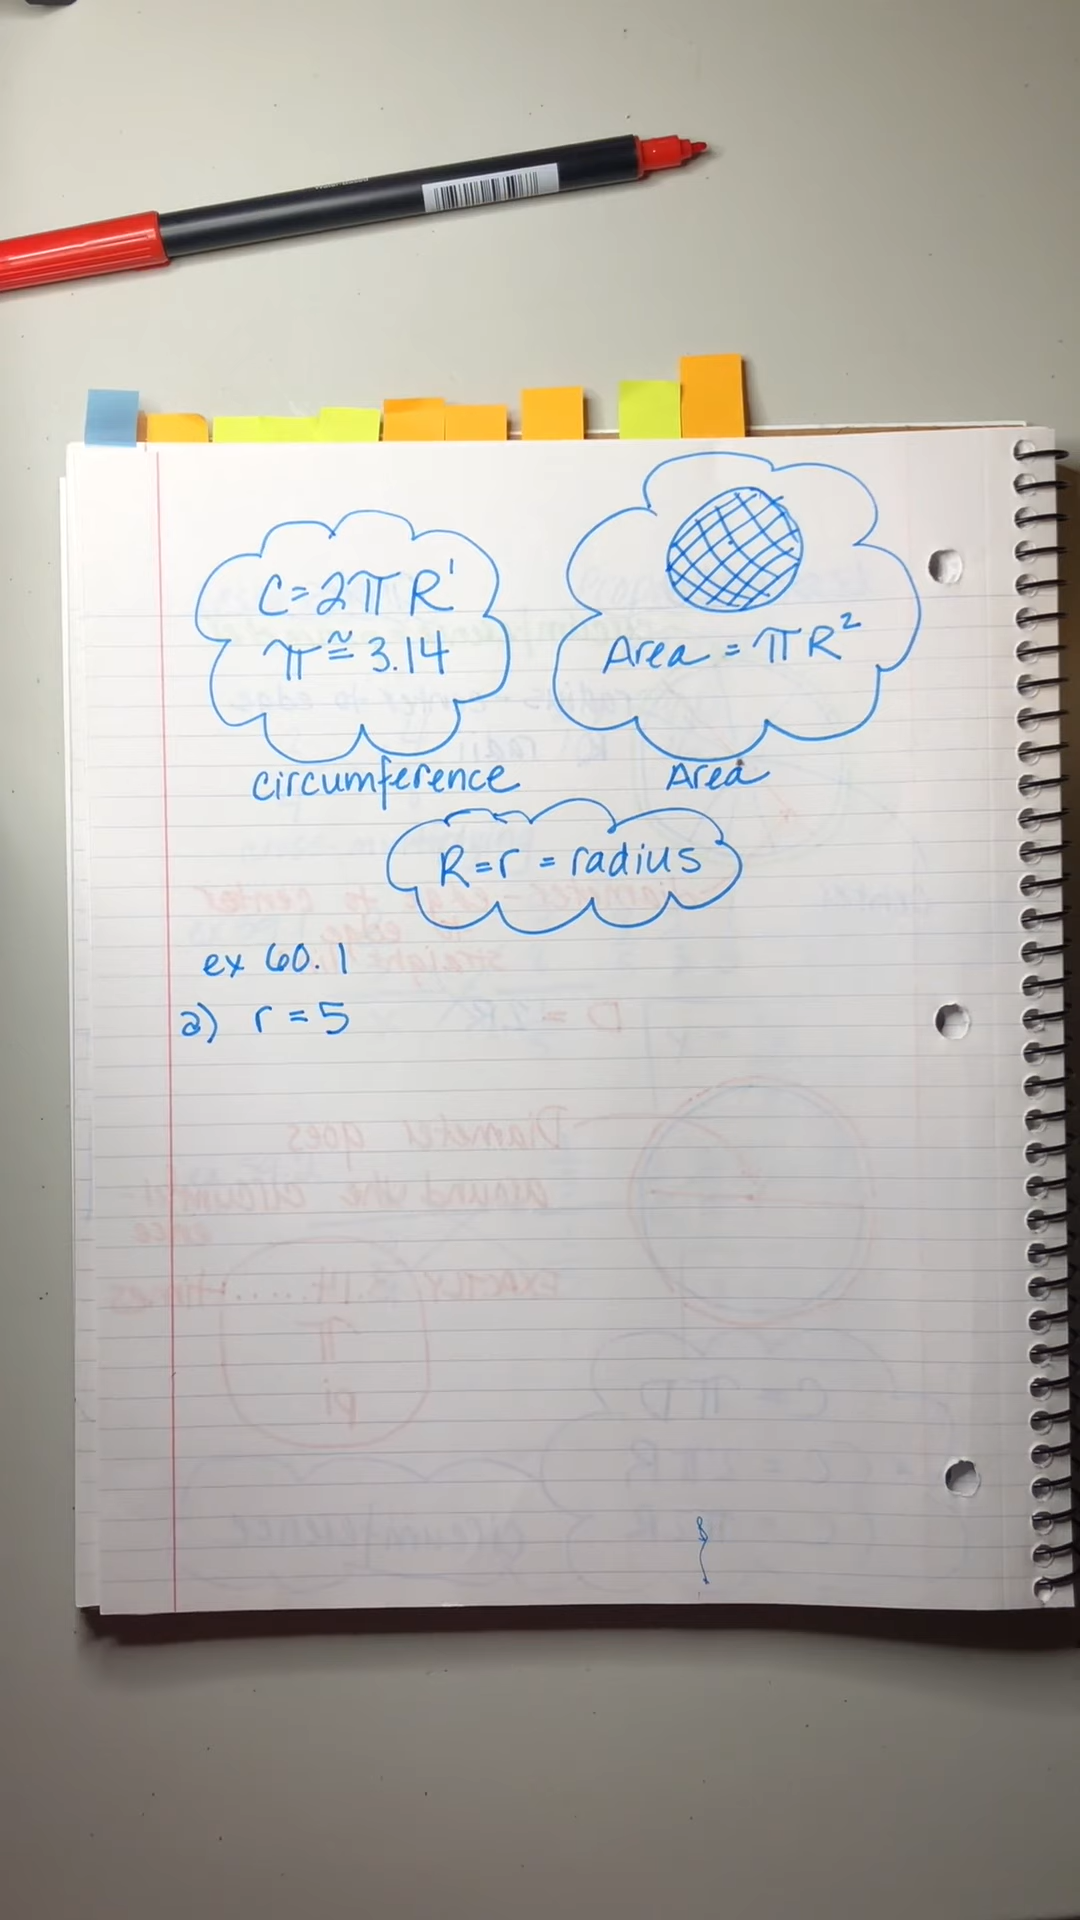 C = 2πR¹
π ≅ 3.14
circumference
Area = πR²
Area
R = r = radius
ex 60.1
a) r = 5